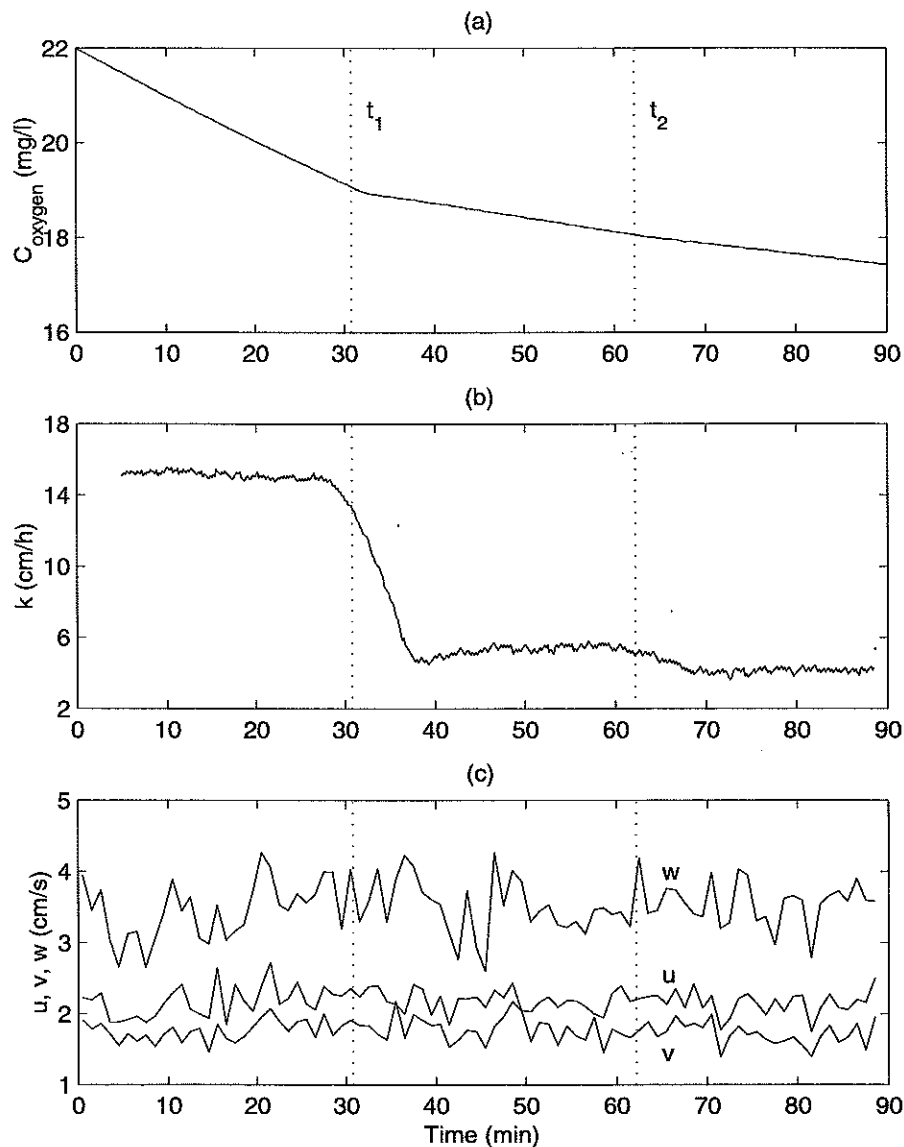 (a)
C_oxygen (mg/l)
22
20
18
16
t_1
t_2
0 10 20 30 40 50 60 70 80 90
(b)
k (cm/h)
18
14
10
6
2
0 10 20 30 40 50 60 70 80 90
(c)
u, v, w (cm/s)
5
4
3
2
1
w
u
v
0 10 20 30 40 50 60 70 80 90
Time (min)